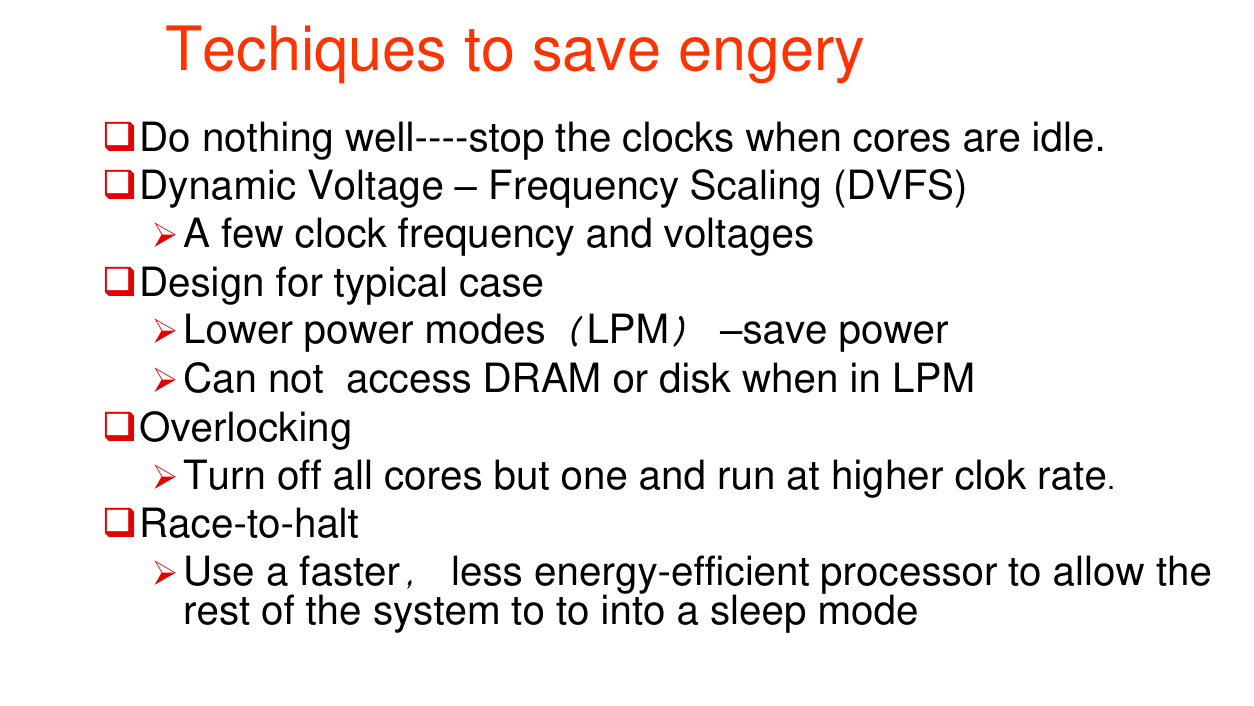 Techiques to save engery
❑Do nothing well----stop the clocks when cores are idle.
❑Dynamic Voltage – Frequency Scaling (DVFS)
➢A few clock frequency and voltages
❑Design for typical case
➢Lower power modes（LPM） –save power
➢Can not  access DRAM or disk when in LPM
❑Overlocking
➢Turn off all cores but one and run at higher clok rate.
❑Race-to-halt
➢Use a faster， less energy-efficient processor to allow the
rest of the system to to into a sleep mode